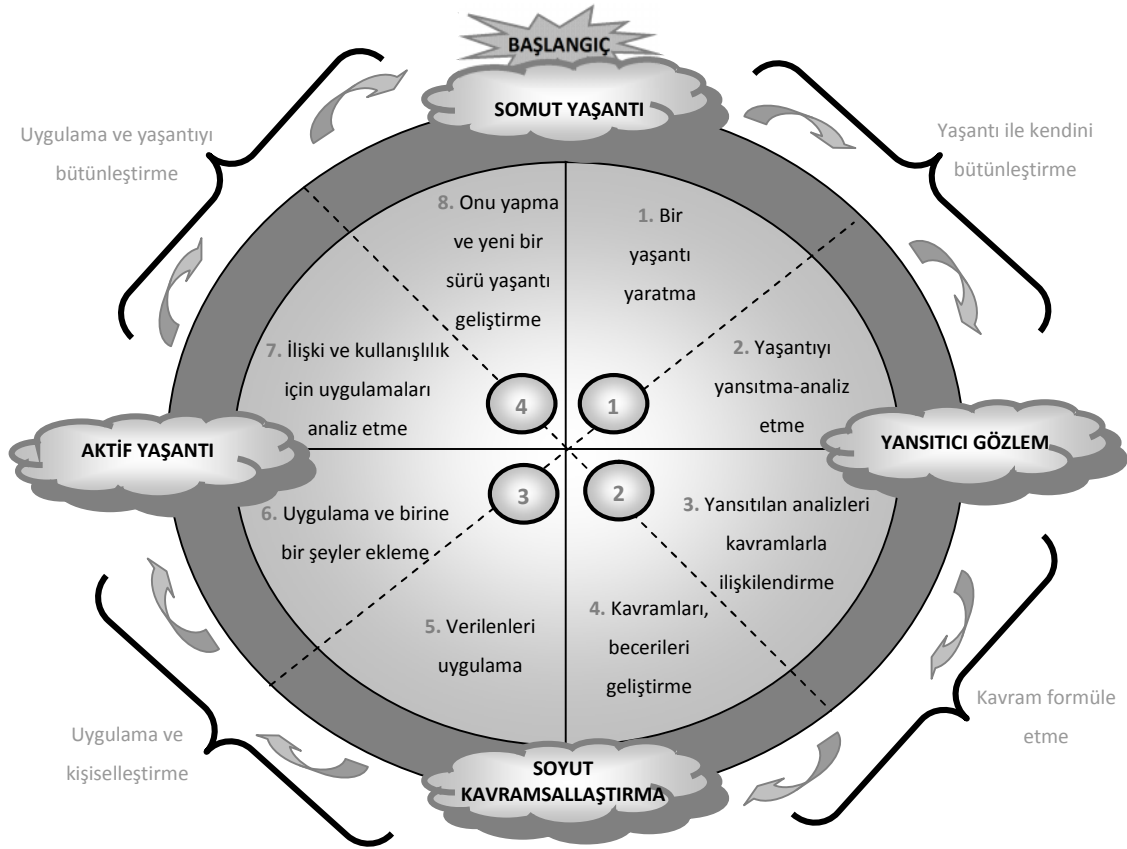 BAŞLANGIÇ
SOMUT YAŞANTI
Uygulama ve yaşantıyı
bütünleştirme
Yaşantı ile kendini
bütünleştirme
8. Onu yapma
ve yeni bir
sürü yaşantı
geliştirme
1. Bir
yaşantı
yaratma
7. İlişki ve kullanışlılık
için uygulamaları
analiz etme
2. Yaşantıyı
yansıtma-analiz
etme
4
1
AKTİF YAŞANTI
YANSITICI GÖZLEM
3
2
6. Uygulama ve birine
bir şeyler ekleme
3. Yansıtılan analizleri
kavramlarla
ilişkilendirme
5. Verilenleri
uygulama
4. Kavramları,
becerileri
geliştirme
Uygulama ve
kişiselleştirme
Kavram formüle
etme
SOYUT
KAVRAMSALLAŞTIRMA